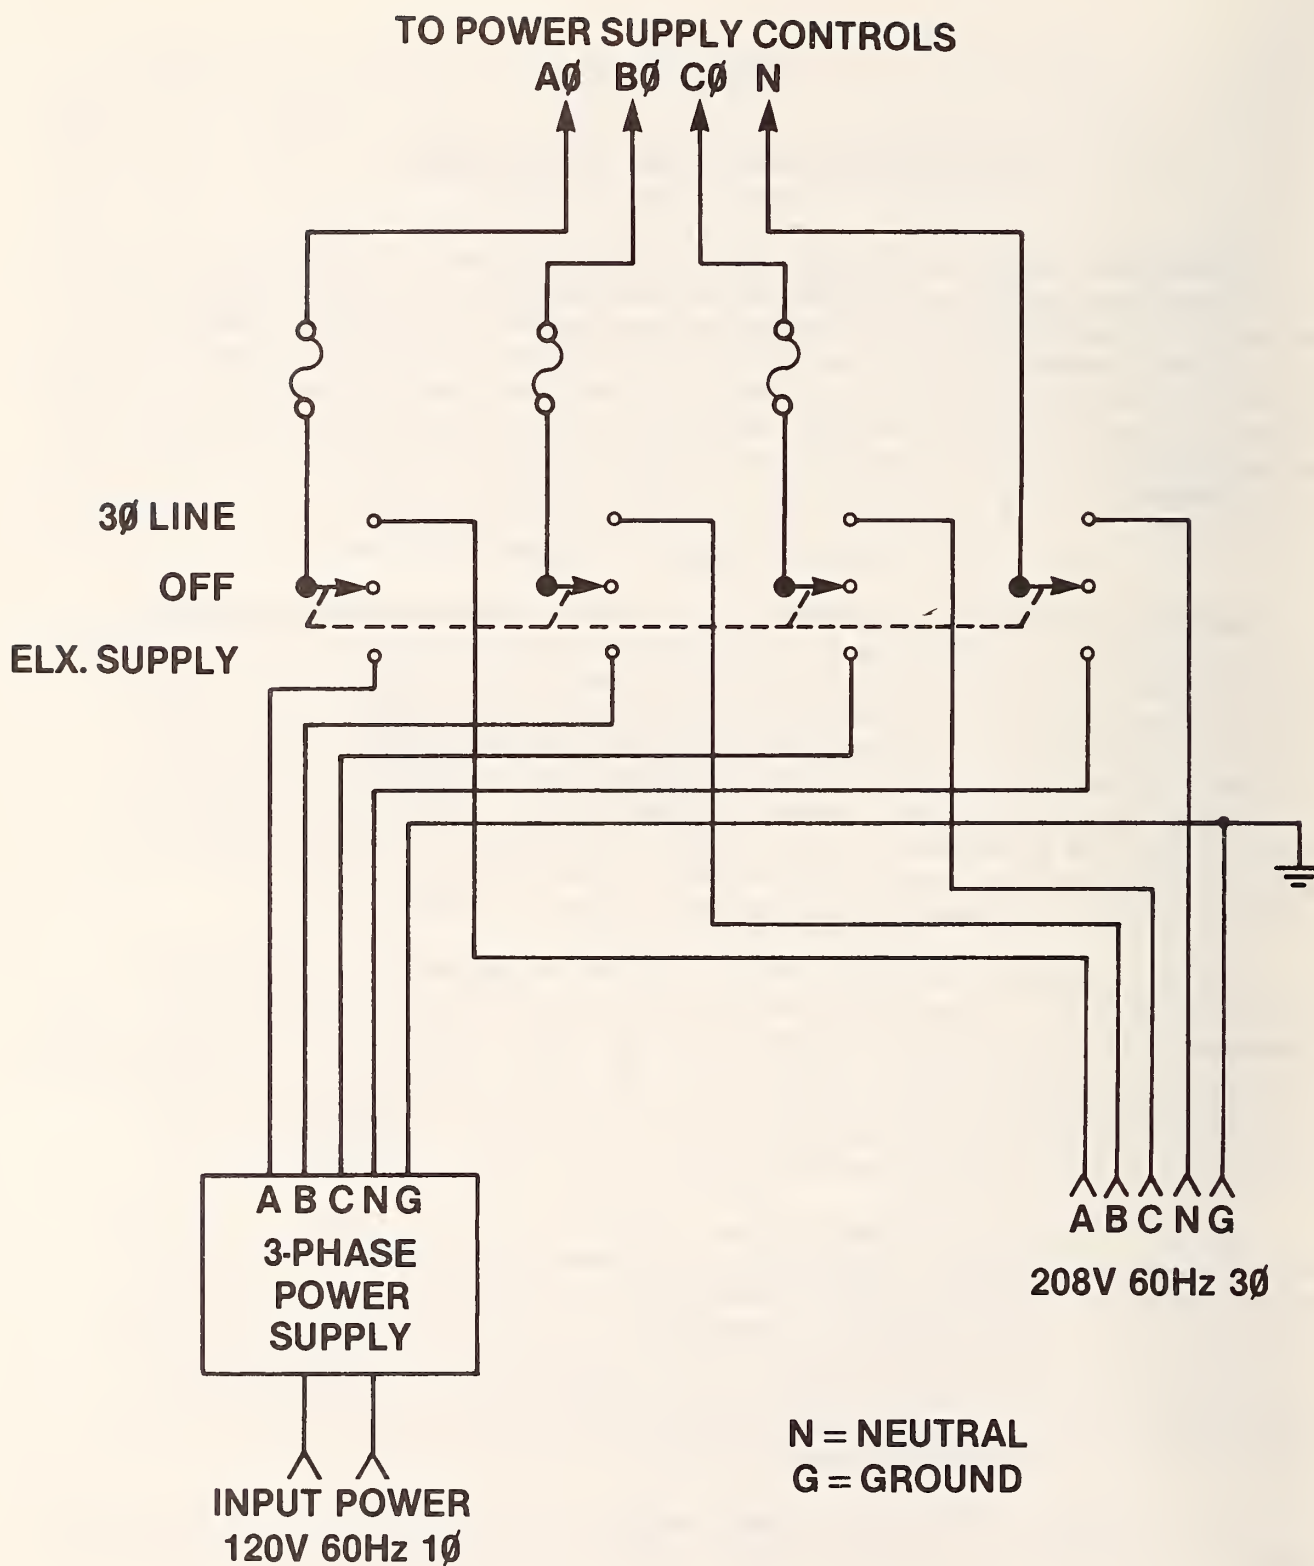 TO POWER SUPPLY CONTROLS
AØ BØ CØ N
3Ø LINE
OFF
ELX. SUPPLY
A B C N G
3-PHASE
POWER
SUPPLY
INPUT POWER
120V 60Hz 1Ø
A B C N G
208V 60Hz 3Ø
N = NEUTRAL
G = GROUND